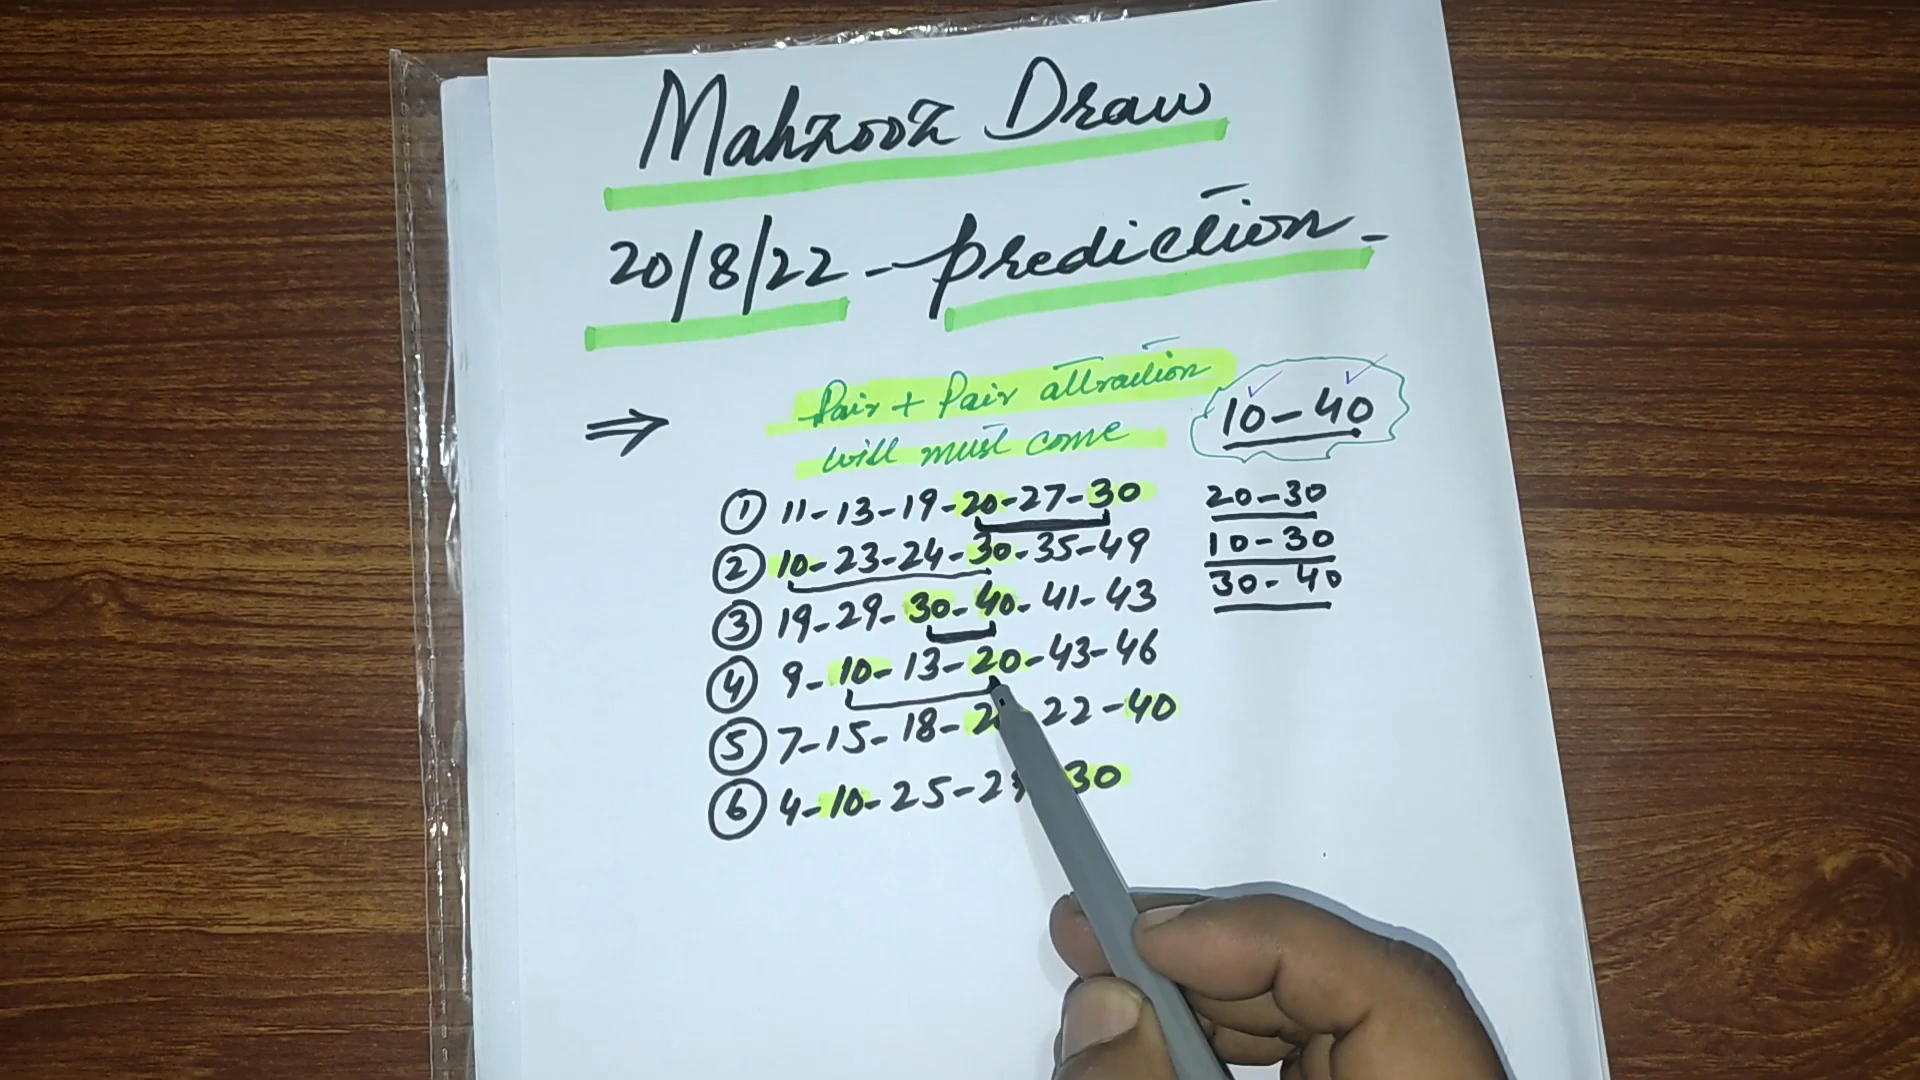 Mahzooz Draw
20/8/22 - prediction -
⇒ Pair + Pair attraction
will must come
10-40
① 11-13-19-20-27-30
② 10-23-24-30-35-49
③ 19-29-30-40-41-43
④ 9-10-13-20-43-46
⑤ 7-15-18- 22-40
⑥ 4-10-25- 30
20-30
10-30
30-40